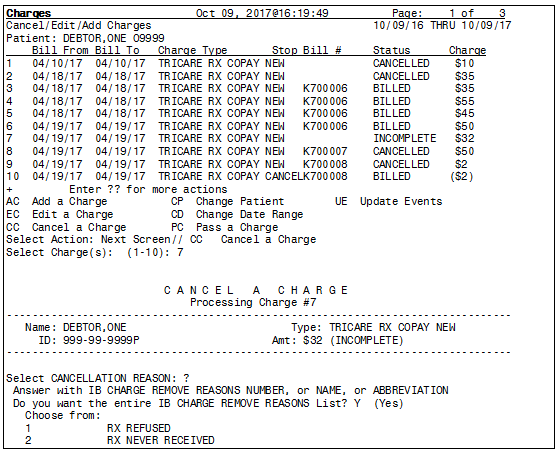 Charges Oct 09, 2017@16:19:49 Page: 1 of 3
Cancel/Edit/Add Charges 10/09/16 THRU 10/09/17
Patient: DEBTOR,ONE O9999
Bill From Bill To Charge Type Stop Bill # Status Charge
1 04/10/17 04/10/17 TRICARE RX COPAY NEW CANCELLED $10
2 04/18/17 04/18/17 TRICARE RX COPAY NEW CANCELLED $35
3 04/18/17 04/18/17 TRICARE RX COPAY NEW K700006 BILLED $35
4 04/18/17 04/18/17 TRICARE RX COPAY NEW K700006 BILLED $55
5 04/18/17 04/18/17 TRICARE RX COPAY NEW K700006 BILLED $45
6 04/19/17 04/19/17 TRICARE RX COPAY NEW K700006 BILLED $50
7 04/19/17 04/19/17 TRICARE RX COPAY NEW INCOMPLETE $32
8 04/19/17 04/19/17 TRICARE RX COPAY NEW K700007 CANCELLED $50
9 04/19/17 04/19/17 TRICARE RX COPAY NEW K700008 CANCELLED $2
10 04/19/17 04/19/17 TRICARE RX COPAY CANCELK700008 BILLED ($2)
+ Enter ?? for more actions
AC Add a Charge CP Change Patient UE Update Events
EC Edit a Charge CD Change Date Range
CC Cancel a Charge PC Pass a Charge
Select Action: Next Screen// CC Cancel a Charge
Select Charge(s): (1-10): 7
C A N C E L A C H A R G E
Processing Charge #7
--------------------------------------------------------------------------------
Name: DEBTOR,ONE Type: TRICARE RX COPAY NEW
ID: 999-99-9999P Amt: $32 (INCOMPLETE)
--------------------------------------------------------------------------------
Select CANCELLATION REASON: ?
Answer with IB CHARGE REMOVE REASONS NUMBER, or NAME, or ABBREVIATION
Do you want the entire IB CHARGE REMOVE REASONS List? Y (Yes)
Choose from:
1 RX REFUSED
2 RX NEVER RECEIVED